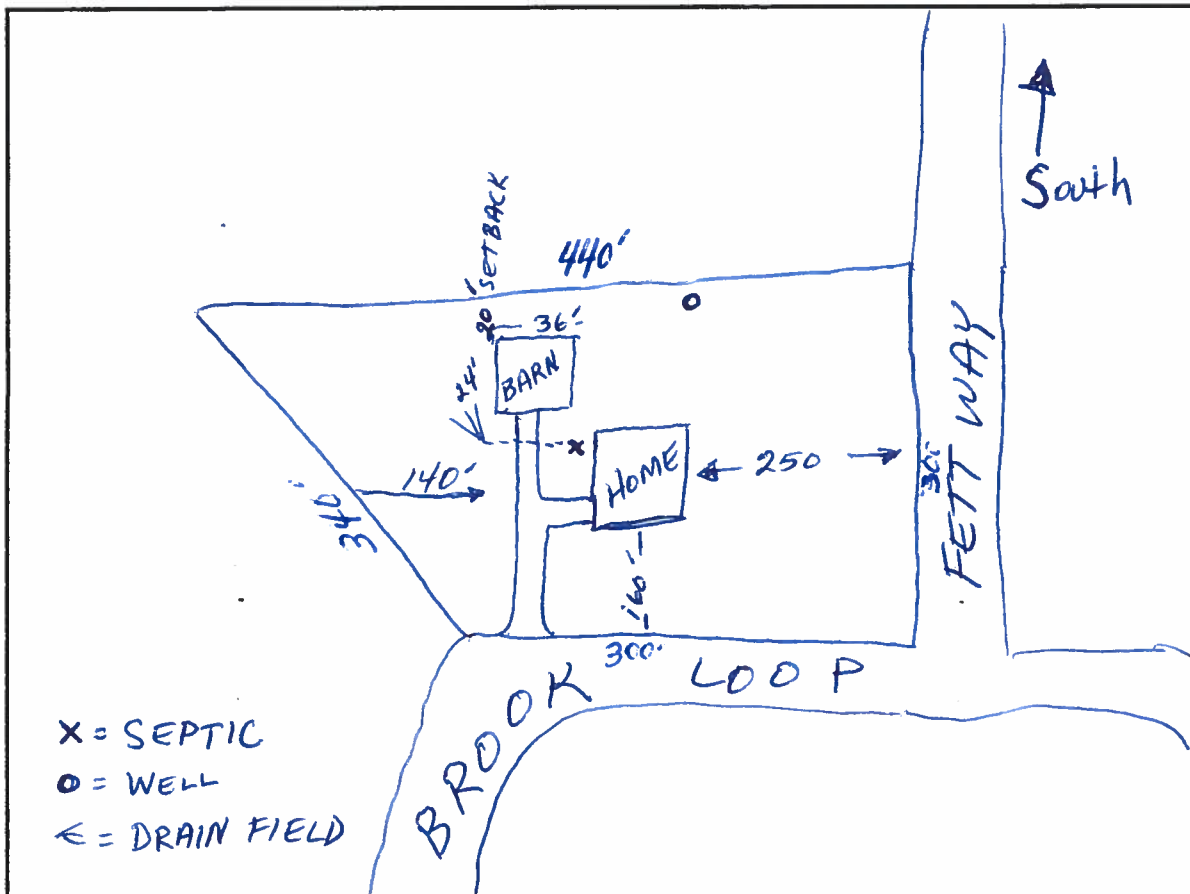 South
20' SETBACK
440'
36'
24'
BARN
HOME
250
140'
340'
160'
300'
FETT WAY
BROOK LOOP
X = SEPTIC
O = WELL
← = DRAIN FIELD